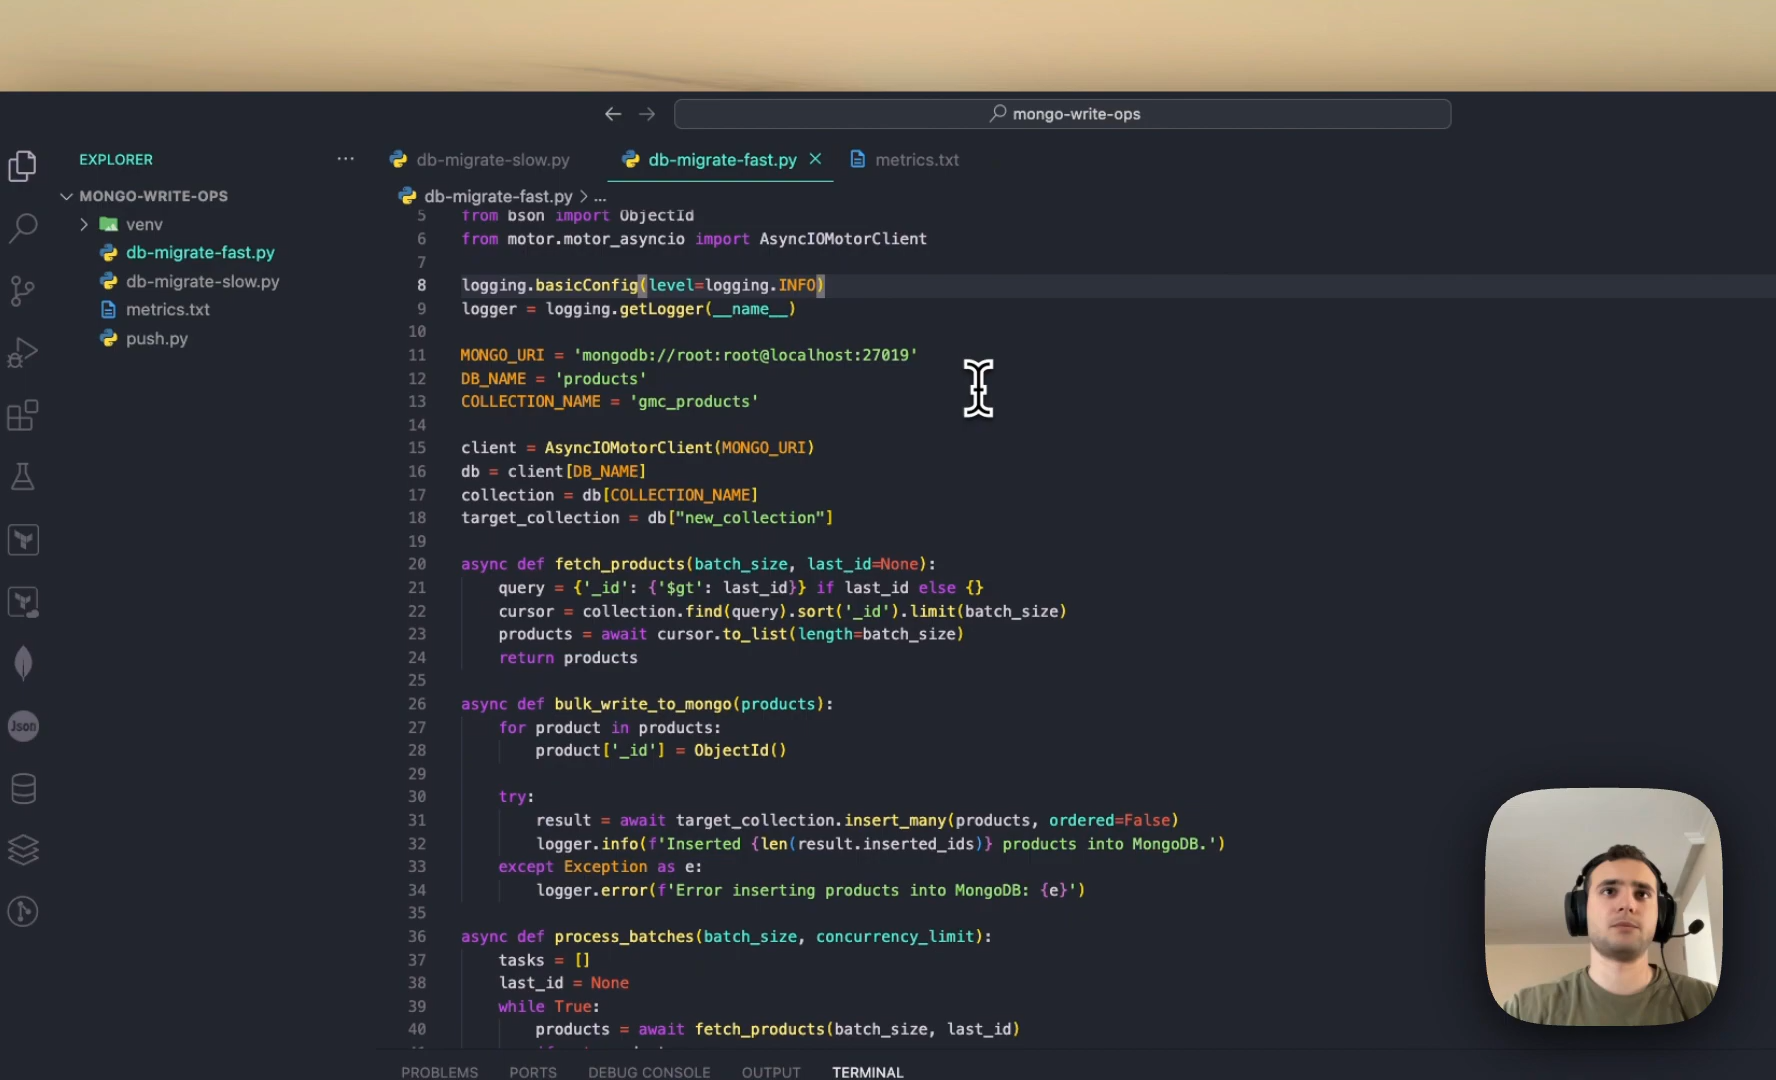 mongo-write-ops
EXPLORER
MONGO-WRITE-OPS
venv
db-migrate-fast.py
db-migrate-slow.py
metrics.txt
push.py
db-migrate-slow.py
db-migrate-fast.py
metrics.txt
db-migrate-fast.py > ...
5 from bson import ObjectId
6 from motor.motor_asyncio import AsyncIOMotorClient
7
8 logging.basicConfig(level=logging.INFO)
9 logger = logging.getLogger(__name__)
10
11 MONGO_URI = 'mongodb://root:root@localhost:27019'
12 DB_NAME = 'products'
13 COLLECTION_NAME = 'gmc_products'
14
15 client = AsyncIOMotorClient(MONGO_URI)
16 db = client[DB_NAME]
17 collection = db[COLLECTION_NAME]
18 target_collection = db["new_collection"]
19
20 async def fetch_products(batch_size, last_id=None):
21 query = {'_id': {'$gt': last_id}} if last_id else {}
22 cursor = collection.find(query).sort('_id').limit(batch_size)
23 products = await cursor.to_list(length=batch_size)
24 return products
25
26 async def bulk_write_to_mongo(products):
27 for product in products:
28 product['_id'] = ObjectId()
29
30 try:
31 result = await target_collection.insert_many(products, ordered=False)
32 logger.info(f'Inserted {len(result.inserted_ids)} products into MongoDB.')
33 except Exception as e:
34 logger.error(f'Error inserting products into MongoDB: {e}')
35
36 async def process_batches(batch_size, concurrency_limit):
37 tasks = []
38 last_id = None
39 while True:
40 products = await fetch_products(batch_size, last_id)
Json
PROBLEMS PORTS DEBUG CONSOLE OUTPUT TERMINAL